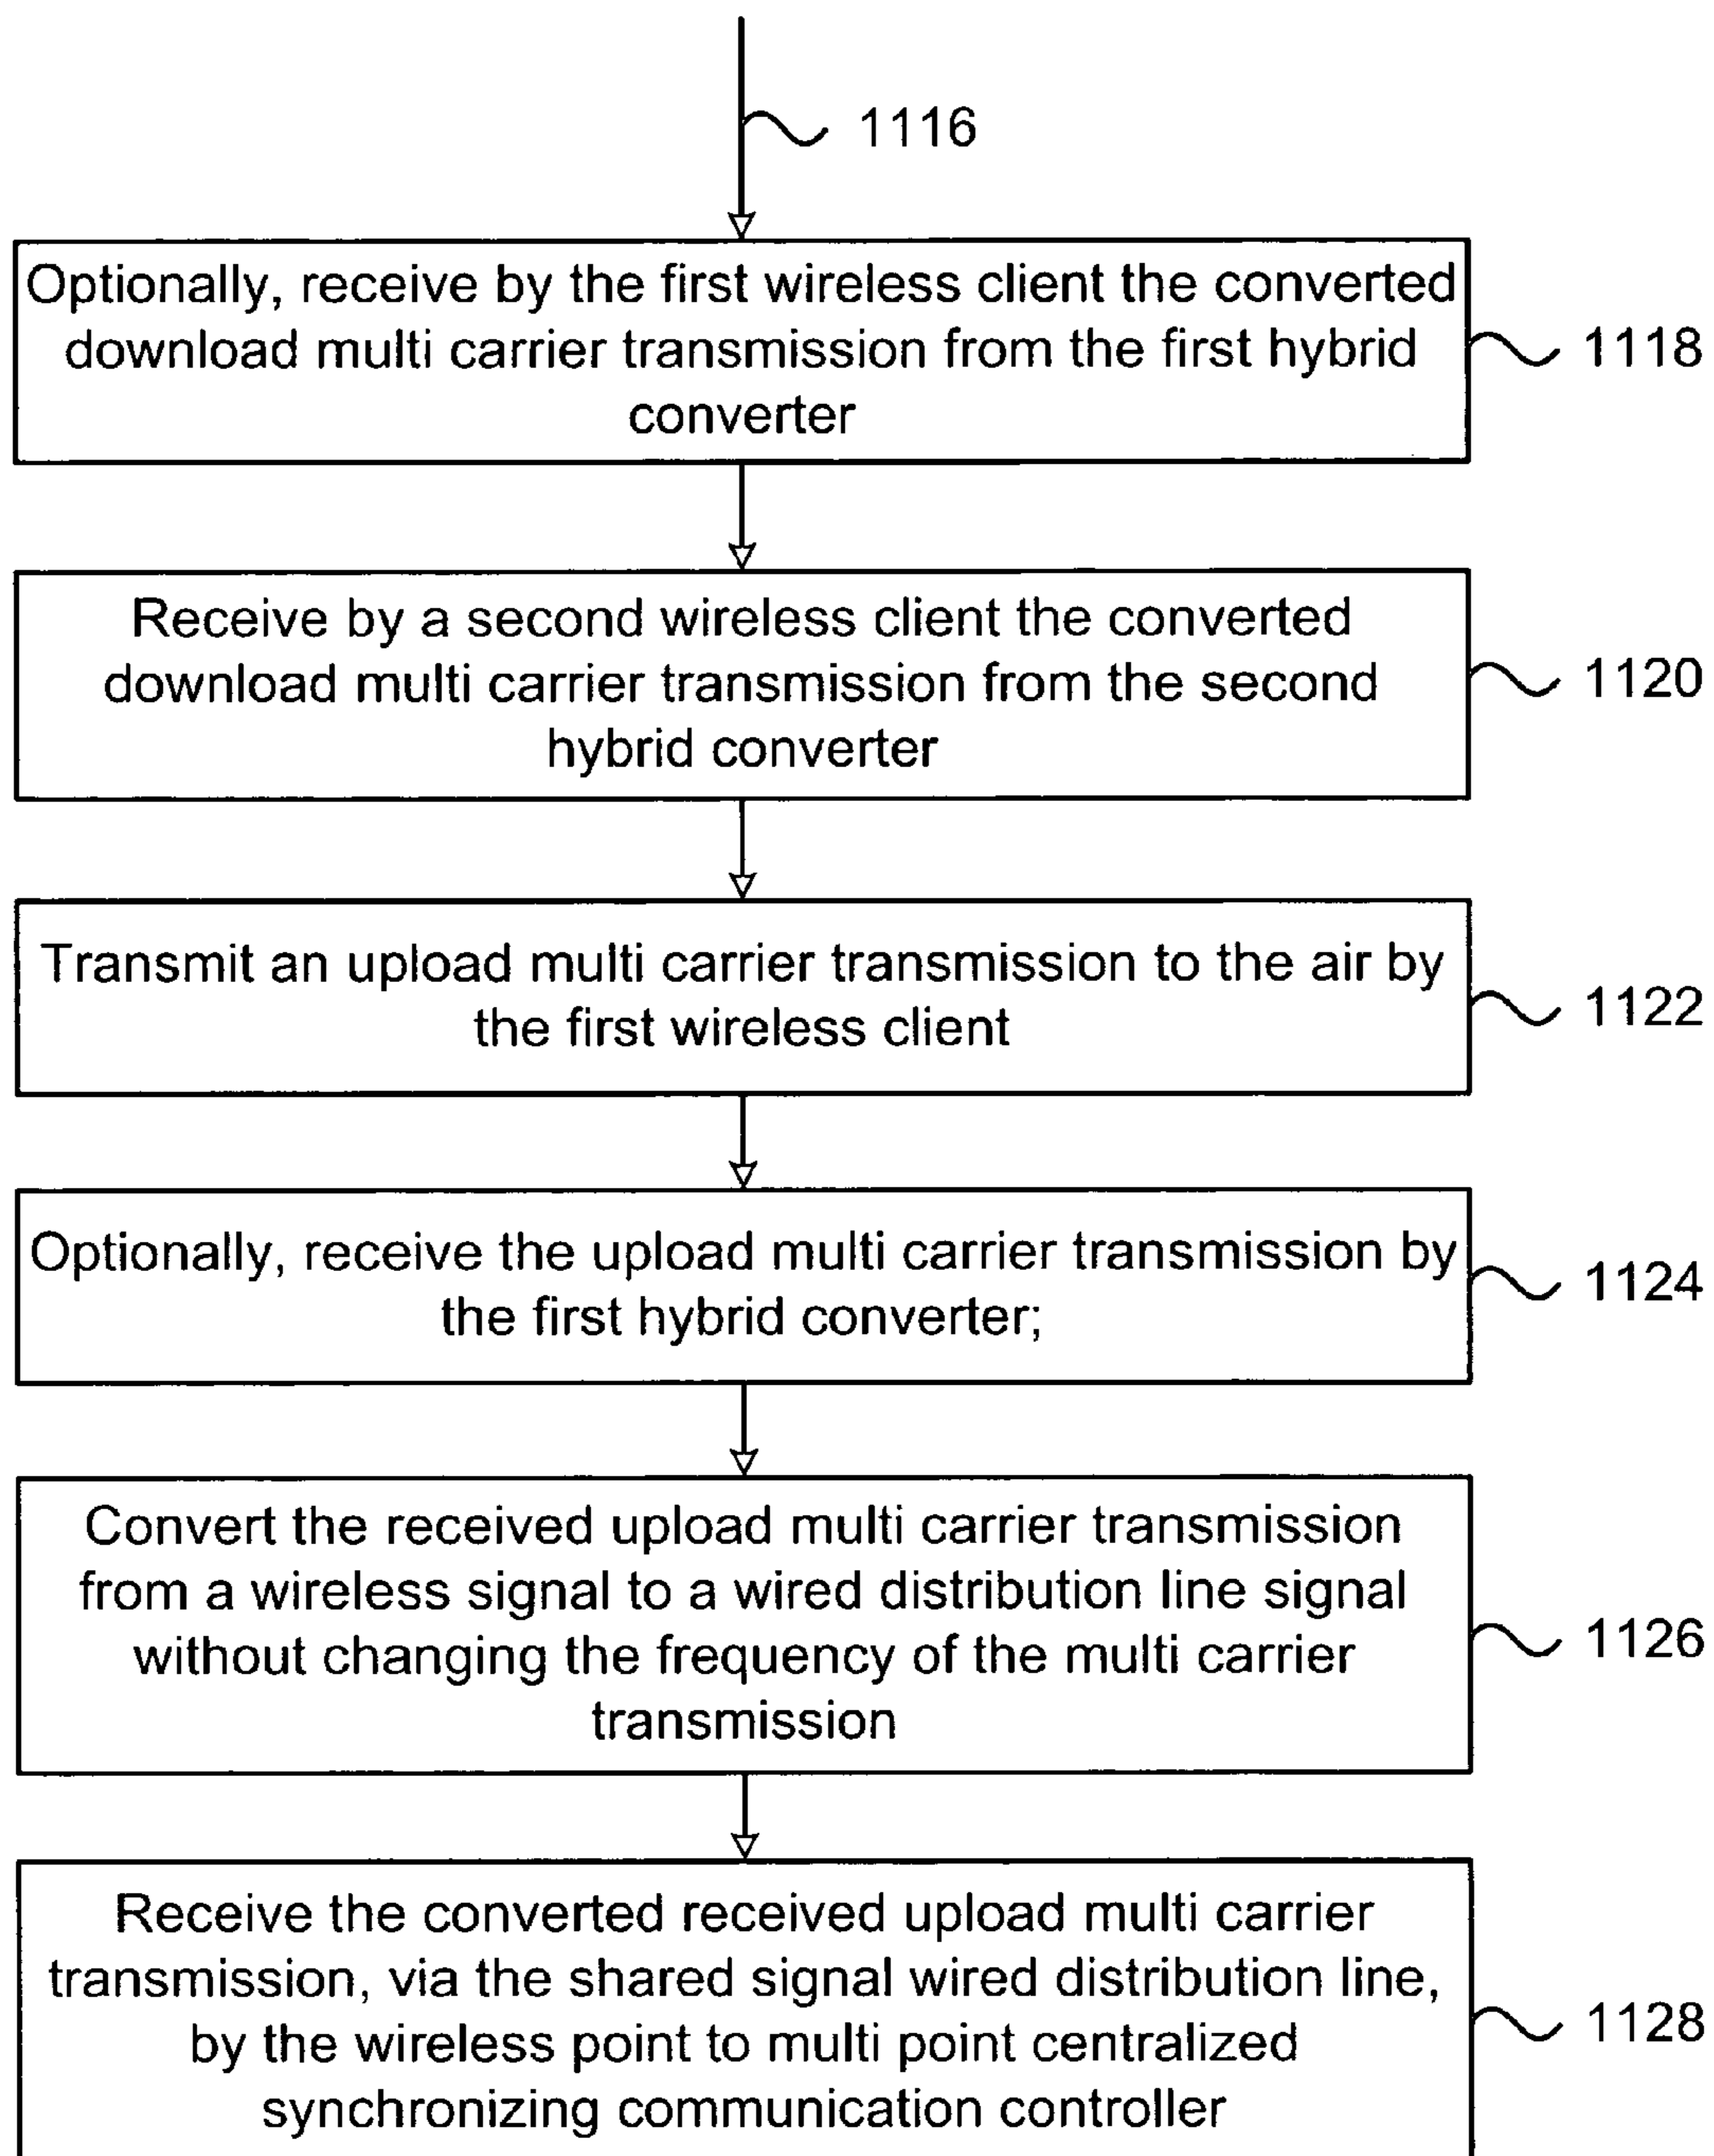 1116
Optionally, receive by the first wireless client the converted
download multi carrier transmission from the first hybrid
converter
1118
Receive by a second wireless client the converted
download multi carrier transmission from the second
hybrid converter
1120
Transmit an upload multi carrier transmission to the air by
the first wireless client
1122
Optionally, receive the upload multi carrier transmission by
the first hybrid converter;
1124
Convert the received upload multi carrier transmission
from a wireless signal to a wired distribution line signal
without changing the frequency of the multi carrier
transmission
1126
Receive the converted received upload multi carrier
transmission, via the shared signal wired distribution line,
by the wireless point to multi point centralized
synchronizing communication controller
1128